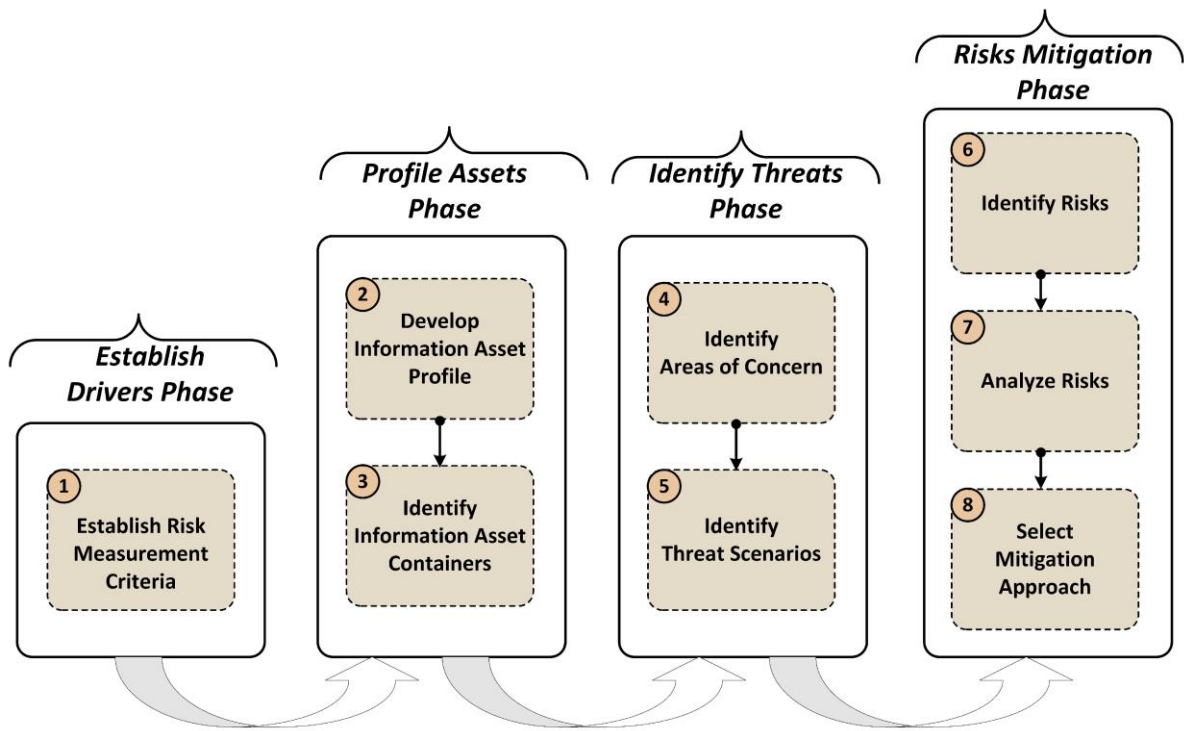 Establish
Drivers Phase
1
Establish Risk
Measurement
Criteria
Profile Assets
Phase
2
Develop
Information Asset
Profile
3
Identify
Information Asset
Containers
Identify Threats
Phase
4
Identify
Areas of Concern
5
Identify
Threat Scenarios
Risks Mitigation
Phase
6
Identify Risks
7
Analyze Risks
8
Select
Mitigation
Approach